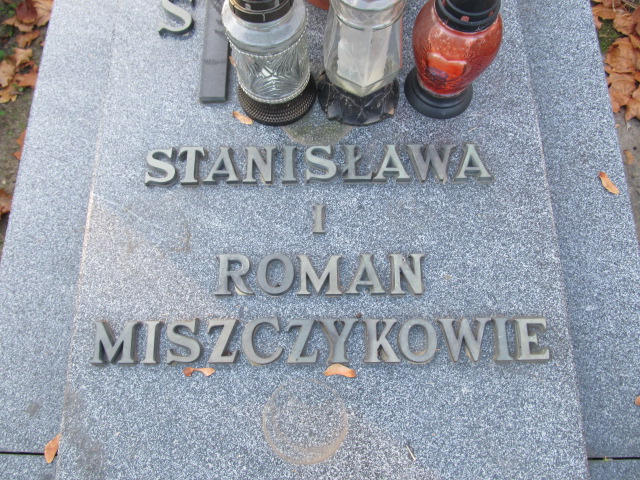 STANISŁAWA
I
ROMAN
MISZCZYKOWIE